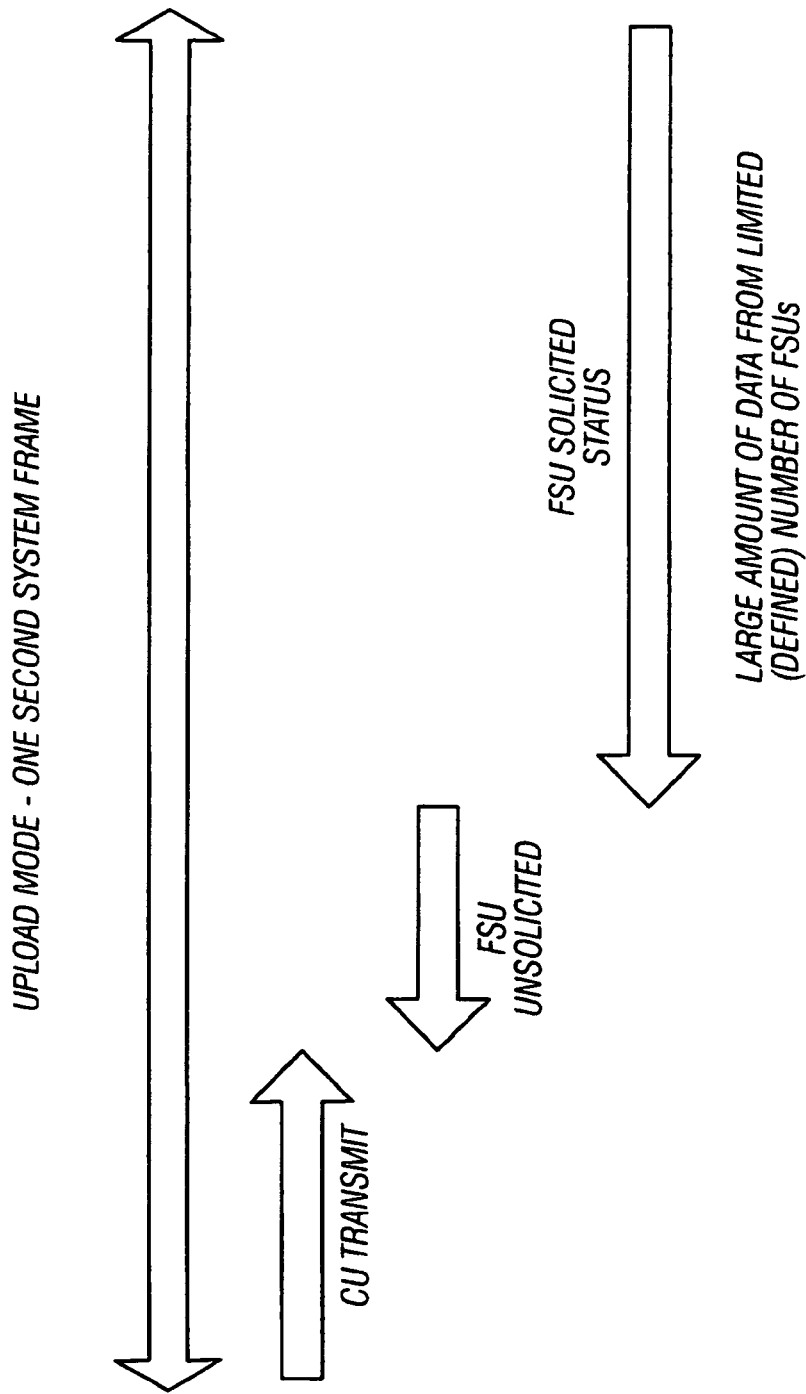 UPLOAD MODE - ONE SECOND SYSTEM FRAME
CU TRANSMIT
FSU
UNSOLICITED
FSU SOLICITED
STATUS
LARGE AMOUNT OF DATA FROM LIMITED
(DEFINED) NUMBER OF FSUs